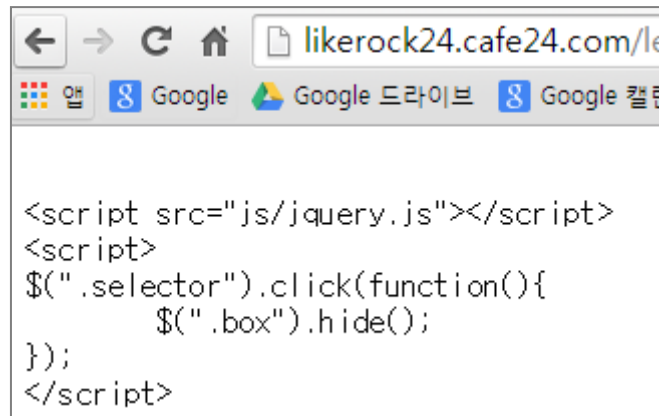 likerock24.cafe24.com/le
앱 Google Google 드라이브 Google 캘린
<script src="js/jquery.js"></script>
<script>
$(".selector").click(function(){
        $(".box").hide();
});
</script>